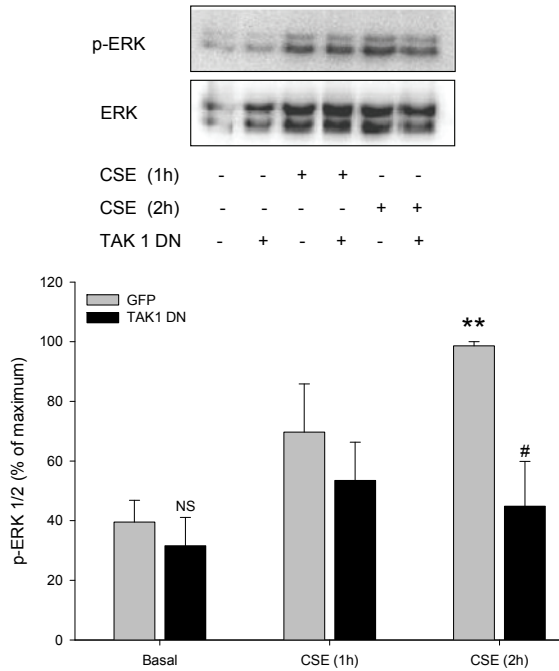 p-ERK
ERK
CSE (1h) - - + + - -
CSE (2h) - - - - + +
TAK 1 DN - + - + - +
120
100
80
60
40
20
0
p-ERK 1/2 (% of maximum)
GFP
TAK1 DN
NS
**
#
Basal CSE (1h) CSE (2h)